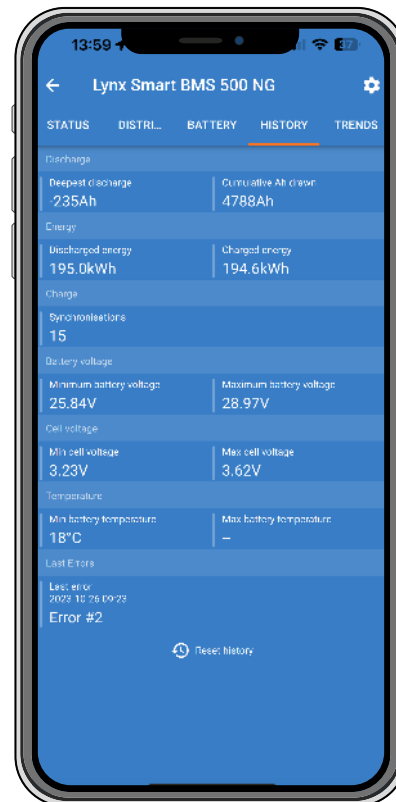 13:59
37
Lynx Smart BMS 500 NG
STATUS DISTRI... BATTERY HISTORY TRENDS
Discharge
Deepest discharge Cumulative Ah drawn
-235Ah 4788Ah
Energy
Discharged energy Charged energy
195.0kWh 194.6kWh
Charge
Synchronisations
15
Battery voltage
Minimum battery voltage Maximum battery voltage
25.84V 28.97V
Cell voltage
Min cell voltage Max cell voltage
3.23V 3.62V
Temperature
Min battery temperature Max battery temperature
18°C --
Last Errors
Last error
2023-10-26 09:23
Error #2
Reset history